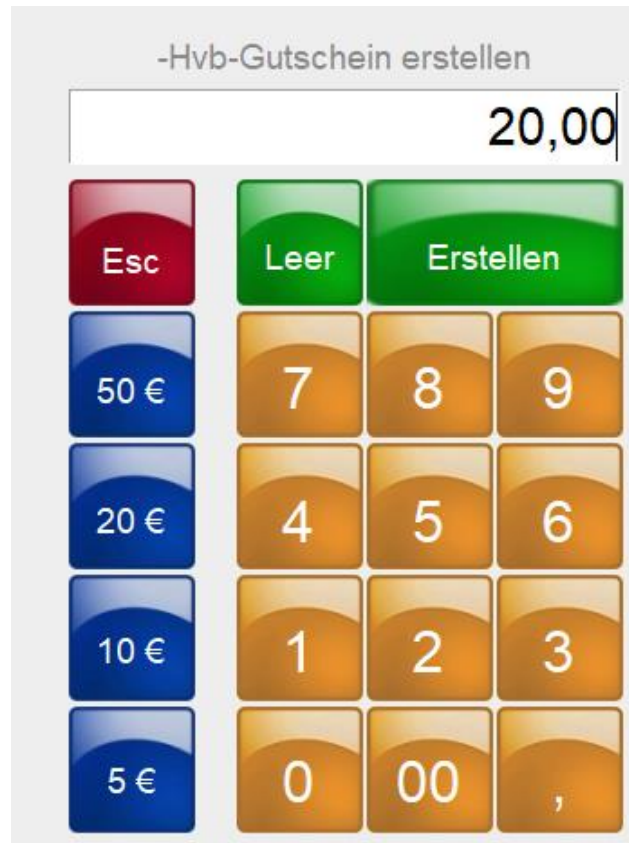 -Hvb-Gutschein erstellen
20,00
Esc Leer Erstellen
50 € 7 8 9
20 € 4 5 6
10 € 1 2 3
5 € 0 00 ,